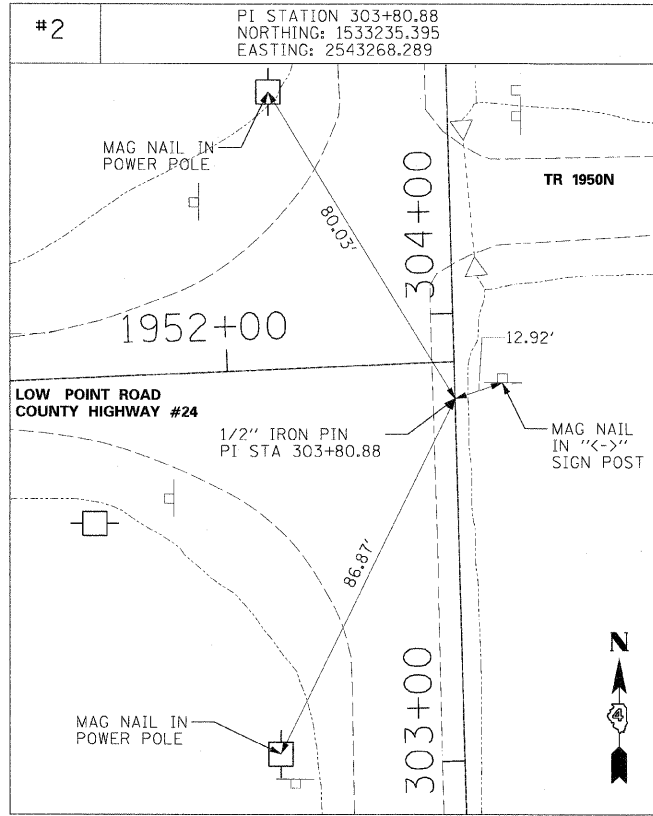 #2
PI STATION 303+80.88
NORTHING: 1533235.395
EASTING: 2543268.289
MAG NAIL IN
POWER POLE
TR 1950N
80.03'
304+00
1952+00
12.92'
LOW POINT ROAD
COUNTY HIGHWAY #24
1/2" IRON PIN
PI STA 303+80.88
MAG NAIL
IN "<->"
SIGN POST
86.87'
N
4
303+00
MAG NAIL IN
POWER POLE